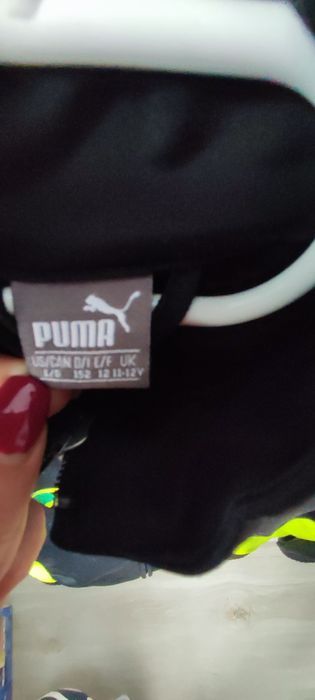 PUMA
US/CAN D/I E/F UK
L/G 152 12 11-12Y